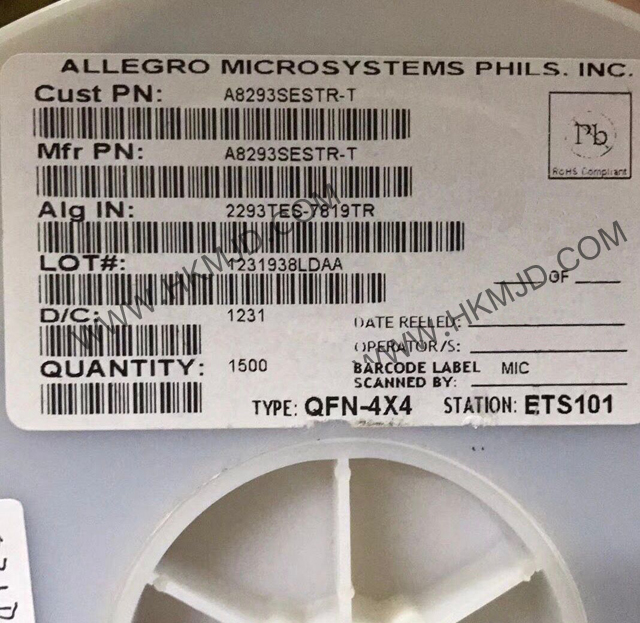 ALLEGRO MICROSYSTEMS PHILS. INC.
Cust PN: A8293SESTR-T
Mfr PN: A8293SESTR-T
Pb
RoHS Compliant
Alg IN: 2293TES-7819TR
LOT#: 1231938LDAA
OF
D/C: 1231
DATE REELED:
OPERATOR/S:
QUANTITY: 1500
BARCODE LABEL MIC
SCANNED BY:
TYPE: QFN-4X4 STATION: ETS101
WWW.HKMJD.COM
WWW.HKMJD.COM